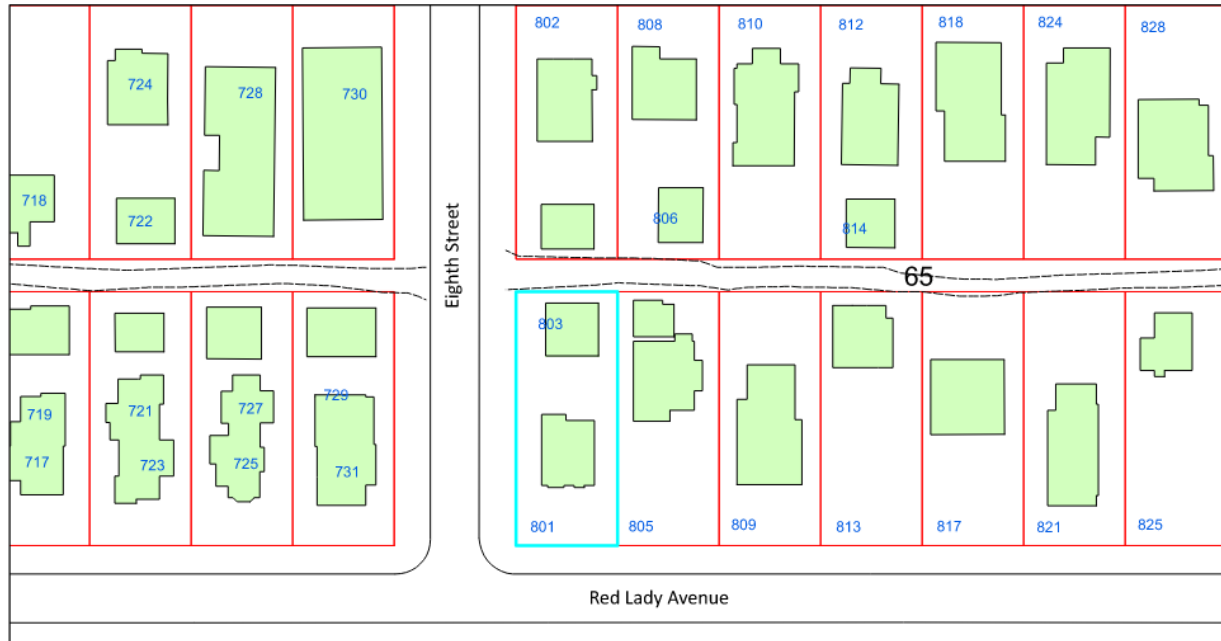 802 808 810 812 818 824 828
724 728 730
718 722 806 814
Eighth Street
65
803
719 721 727 729
717 723 725 731
801 805 809 813 817 821 825
Red Lady Avenue